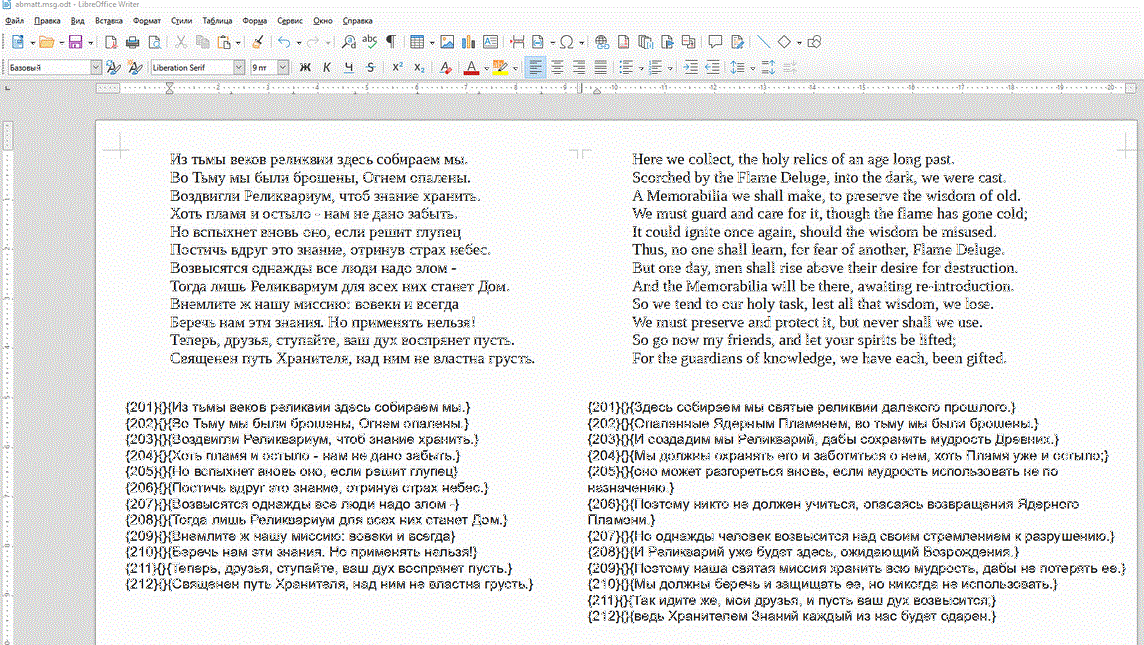 abmatt.msg.odt - LibreOffice Writer
Файл Правка Вид Вставка Формат Стили Таблица Форма Сервис Окно Справка
Базовый Liberation Serif 9 пт Ж К Ч S X² X₂
1 2 3 4 5 6 7 8 9 10 11 12 13 14 15 16 17 18 19 20
Из тьмы веков реликвии здесь собираем мы.
Во Тьму мы были брошены, Огнем опалены.
Воздвигли Реликвариум, чтоб знание хранить.
Хоть пламя и остыло - нам не дано забыть.
Но вспыхнет вновь оно, если решит глупец
Постичь вдруг это знание, отринув страх небес.
Возвысятся однажды все люди надо злом -
Тогда лишь Реликвариум для всех них станет Дом.
Внемлите ж нашу миссию: вовеки и всегда
Беречь нам эти знания. Но применять нельзя!
Теперь, друзья, ступайте, ваш дух воспрянет пусть.
Священен путь Хранителя, над ним не властна грусть.
Here we collect, the holy relics of an age long past.
Scorched by the Flame Deluge, into the dark, we were cast.
A Memorabilia we shall make, to preserve the wisdom of old.
We must guard and care for it, though the flame has gone cold;
It could ignite once again, should the wisdom be misused.
Thus, no one shall learn, for fear of another, Flame Deluge.
But one day, men shall rise above their desire for destruction.
And the Memorabilia will be there, awaiting re-introduction.
So we tend to our holy task, lest all that wisdom, we lose.
We must preserve and protect it, but never shall we use.
So go now my friends, and let your spirits be lifted;
For the guardians of knowledge, we have each, been gifted.
{201}{}{Из тьмы веков реликвии здесь собираем мы.}
{202}{}{Во Тьму мы были брошены, Огнем опалены.}
{203}{}{Воздвигли Реликвариум, чтоб знание хранить.}
{204}{}{Хоть пламя и остыло - нам не дано забыть.}
{205}{}{Но вспыхнет вновь оно, если решит глупец}
{206}{}{Постичь вдруг это знание, отринув страх небес.}
{207}{}{Возвысятся однажды все люди надо злом -}
{208}{}{Тогда лишь Реликвариум для всех них станет Дом.}
{209}{}{Внемлите ж нашу миссию: вовеки и всегда}
{210}{}{Беречь нам эти знания. Но применять нельзя!}
{211}{}{Теперь, друзья, ступайте, ваш дух воспрянет пусть.}
{212}{}{Священен путь Хранителя, над ним не властна грусть.}
{201}{}{Здесь собираем мы святые реликвии далекого прошлого.}
{202}{}{Опаленные Ядерным Пламенем, во тьму мы были брошены.}
{203}{}{И создадим мы Реликварий, дабы сохранить мудрость Древних.}
{204}{}{Мы должны охранять его и заботиться о нем, хоть Пламя уже и остыло;}
{205}{}{оно может разгореться вновь, если мудрость использовать не по
назначению.}
{206}{}{Поэтому никто не должен учиться, опасаясь возвращения Ядерного
Пламени.}
{207}{}{Но однажды человек возвысится над своим стремлением к разрушению.}
{208}{}{И Реликварий уже будет здесь, ожидающий Возрождения.}
{209}{}{Поэтому наша святая миссия хранить всю мудрость, дабы не потерять ее.}
{210}{}{Мы должны беречь и защищать ее, но никогда не использовать.}
{211}{}{Так идите же, мои друзья, и пусть ваш дух возвысится;}
{212}{}{ведь Хранителем Знаний каждый из нас будет одарен.}